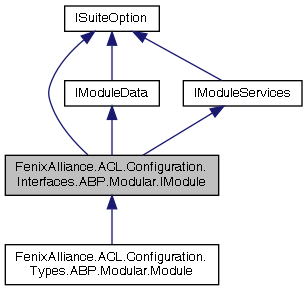 ISuiteOption
IModuleData
IModuleServices
FenixAlliance.ACL.Configuration.
Interfaces.ABP.Modular.IModule
FenixAlliance.ACL.Configuration.
Types.ABP.Modular.Module